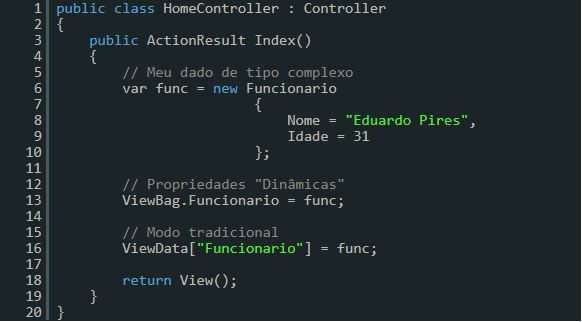 1 public class HomeController : Controller
2 {
3     public ActionResult Index()
4     {
5         // Meu dado de tipo complexo
6         var func = new Funcionario
7                         {
8                             Nome = "Eduardo Pires",
9                             Idade = 31
10                         };
11
12         // Propriedades "Dinâmicas"
13         ViewBag.Funcionario = func;
14
15         // Modo tradicional
16         ViewData["Funcionario"] = func;
17
18         return View();
19     }
20 }